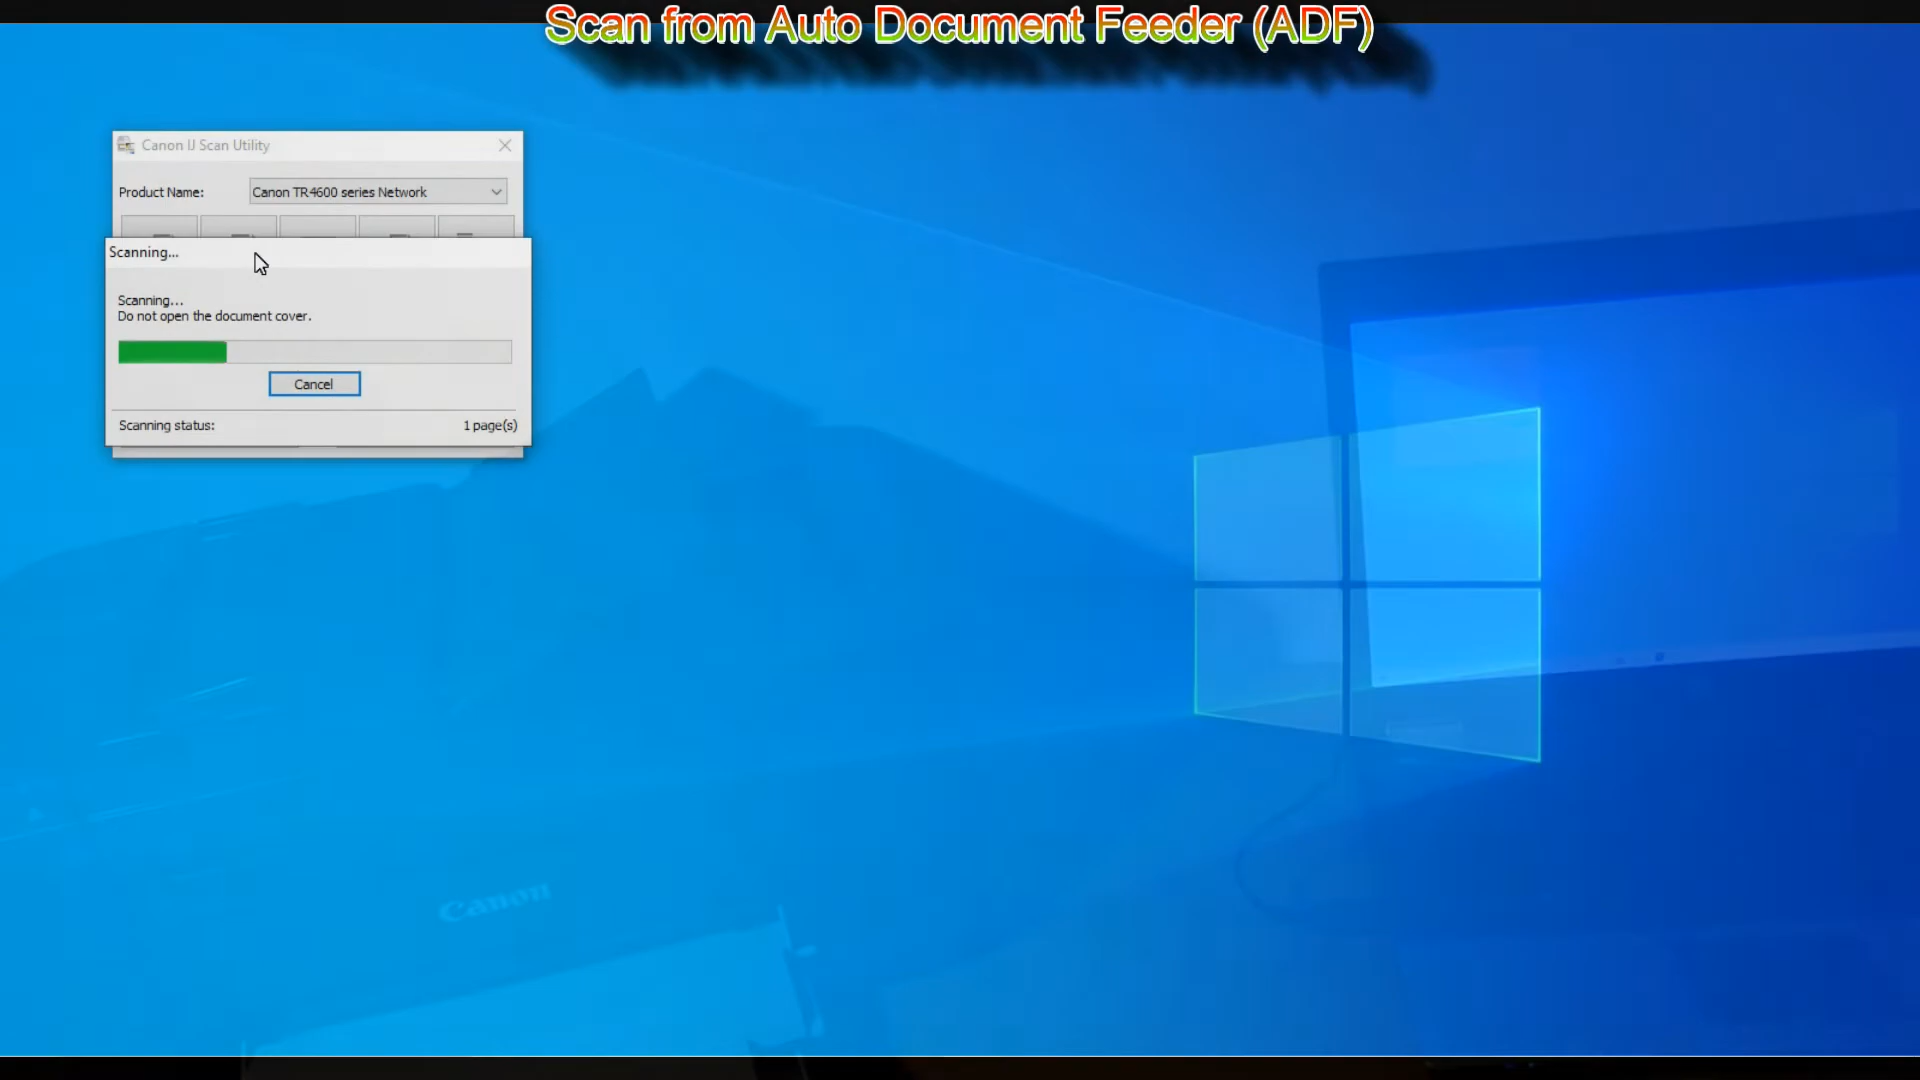 Scan from Auto Document Feeder (ADF)
Canon IJ Scan Utility
Product Name: Canon TR4600 series Network
Scanning...
Scanning...
Do not open the document cover.
Cancel
Scanning status: 1 page(s)
Canon